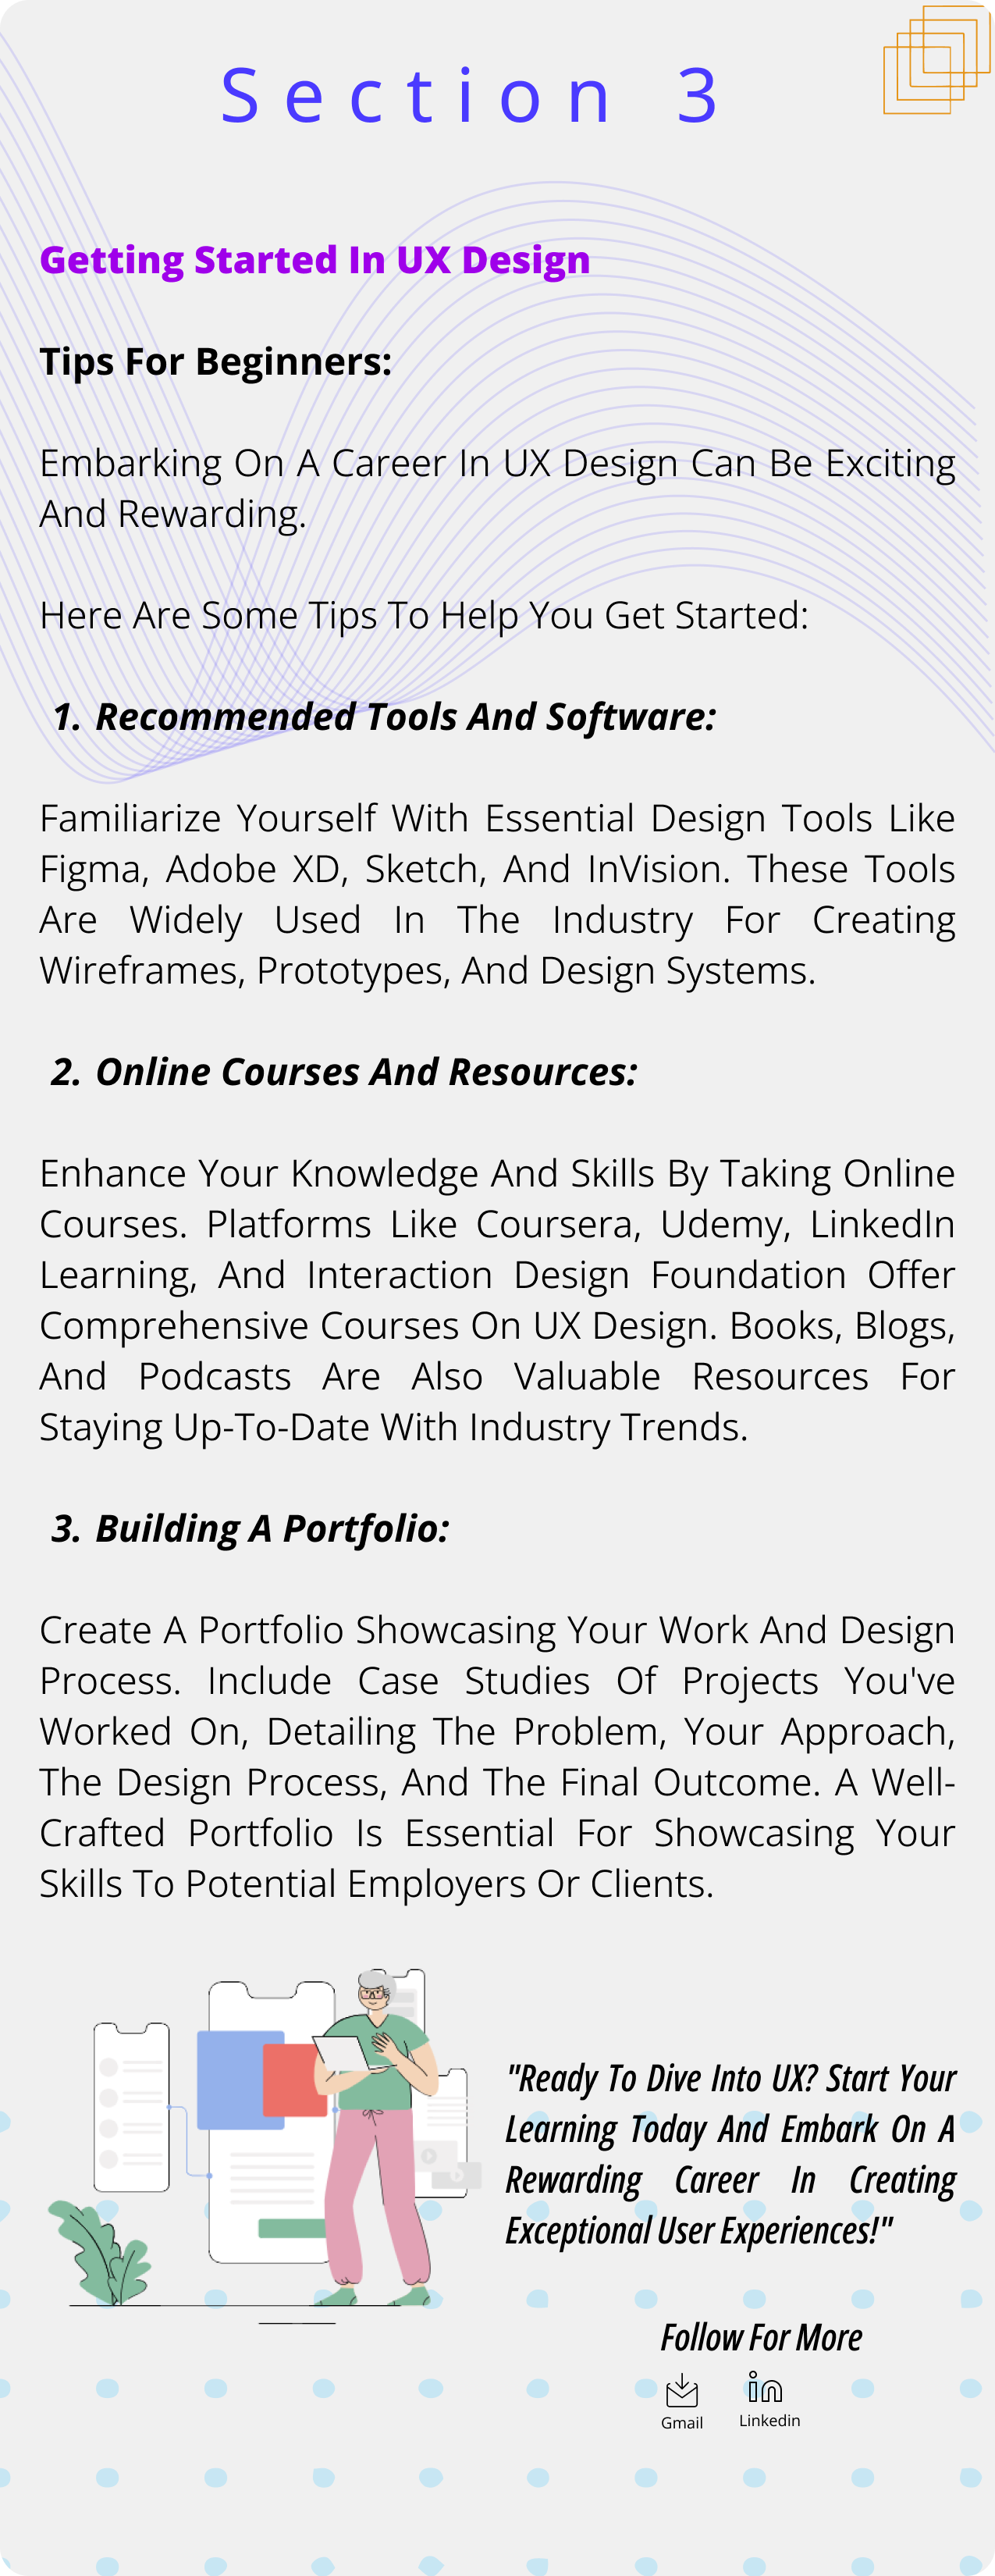 Section 3
Getting Started In UX Design
Tips For Beginners:
Embarking On A Career In UX Design Can Be Exciting
And Rewarding.
Here Are Some Tips To Help You Get Started:
1. Recommended Tools And Software:
Familiarize Yourself With Essential Design Tools Like
Figma, Adobe XD, Sketch, And InVision. These Tools
Are Widely Used In The Industry For Creating
Wireframes, Prototypes, And Design Systems.
2. Online Courses And Resources:
Enhance Your Knowledge And Skills By Taking Online
Courses. Platforms Like Coursera, Udemy, LinkedIn
Learning, And Interaction Design Foundation Offer
Comprehensive Courses On UX Design. Books, Blogs,
And Podcasts Are Also Valuable Resources For
Staying Up-To-Date With Industry Trends.
3. Building A Portfolio:
Create A Portfolio Showcasing Your Work And Design
Process. Include Case Studies Of Projects You've
Worked On, Detailing The Problem, Your Approach,
The Design Process, And The Final Outcome. A Well-
Crafted Portfolio Is Essential For Showcasing Your
Skills To Potential Employers Or Clients.
"Ready To Dive Into UX? Start Your
Learning Today And Embark On A
Rewarding Career In Creating
Exceptional User Experiences!"
Follow For More
in
Gmail Linkedin